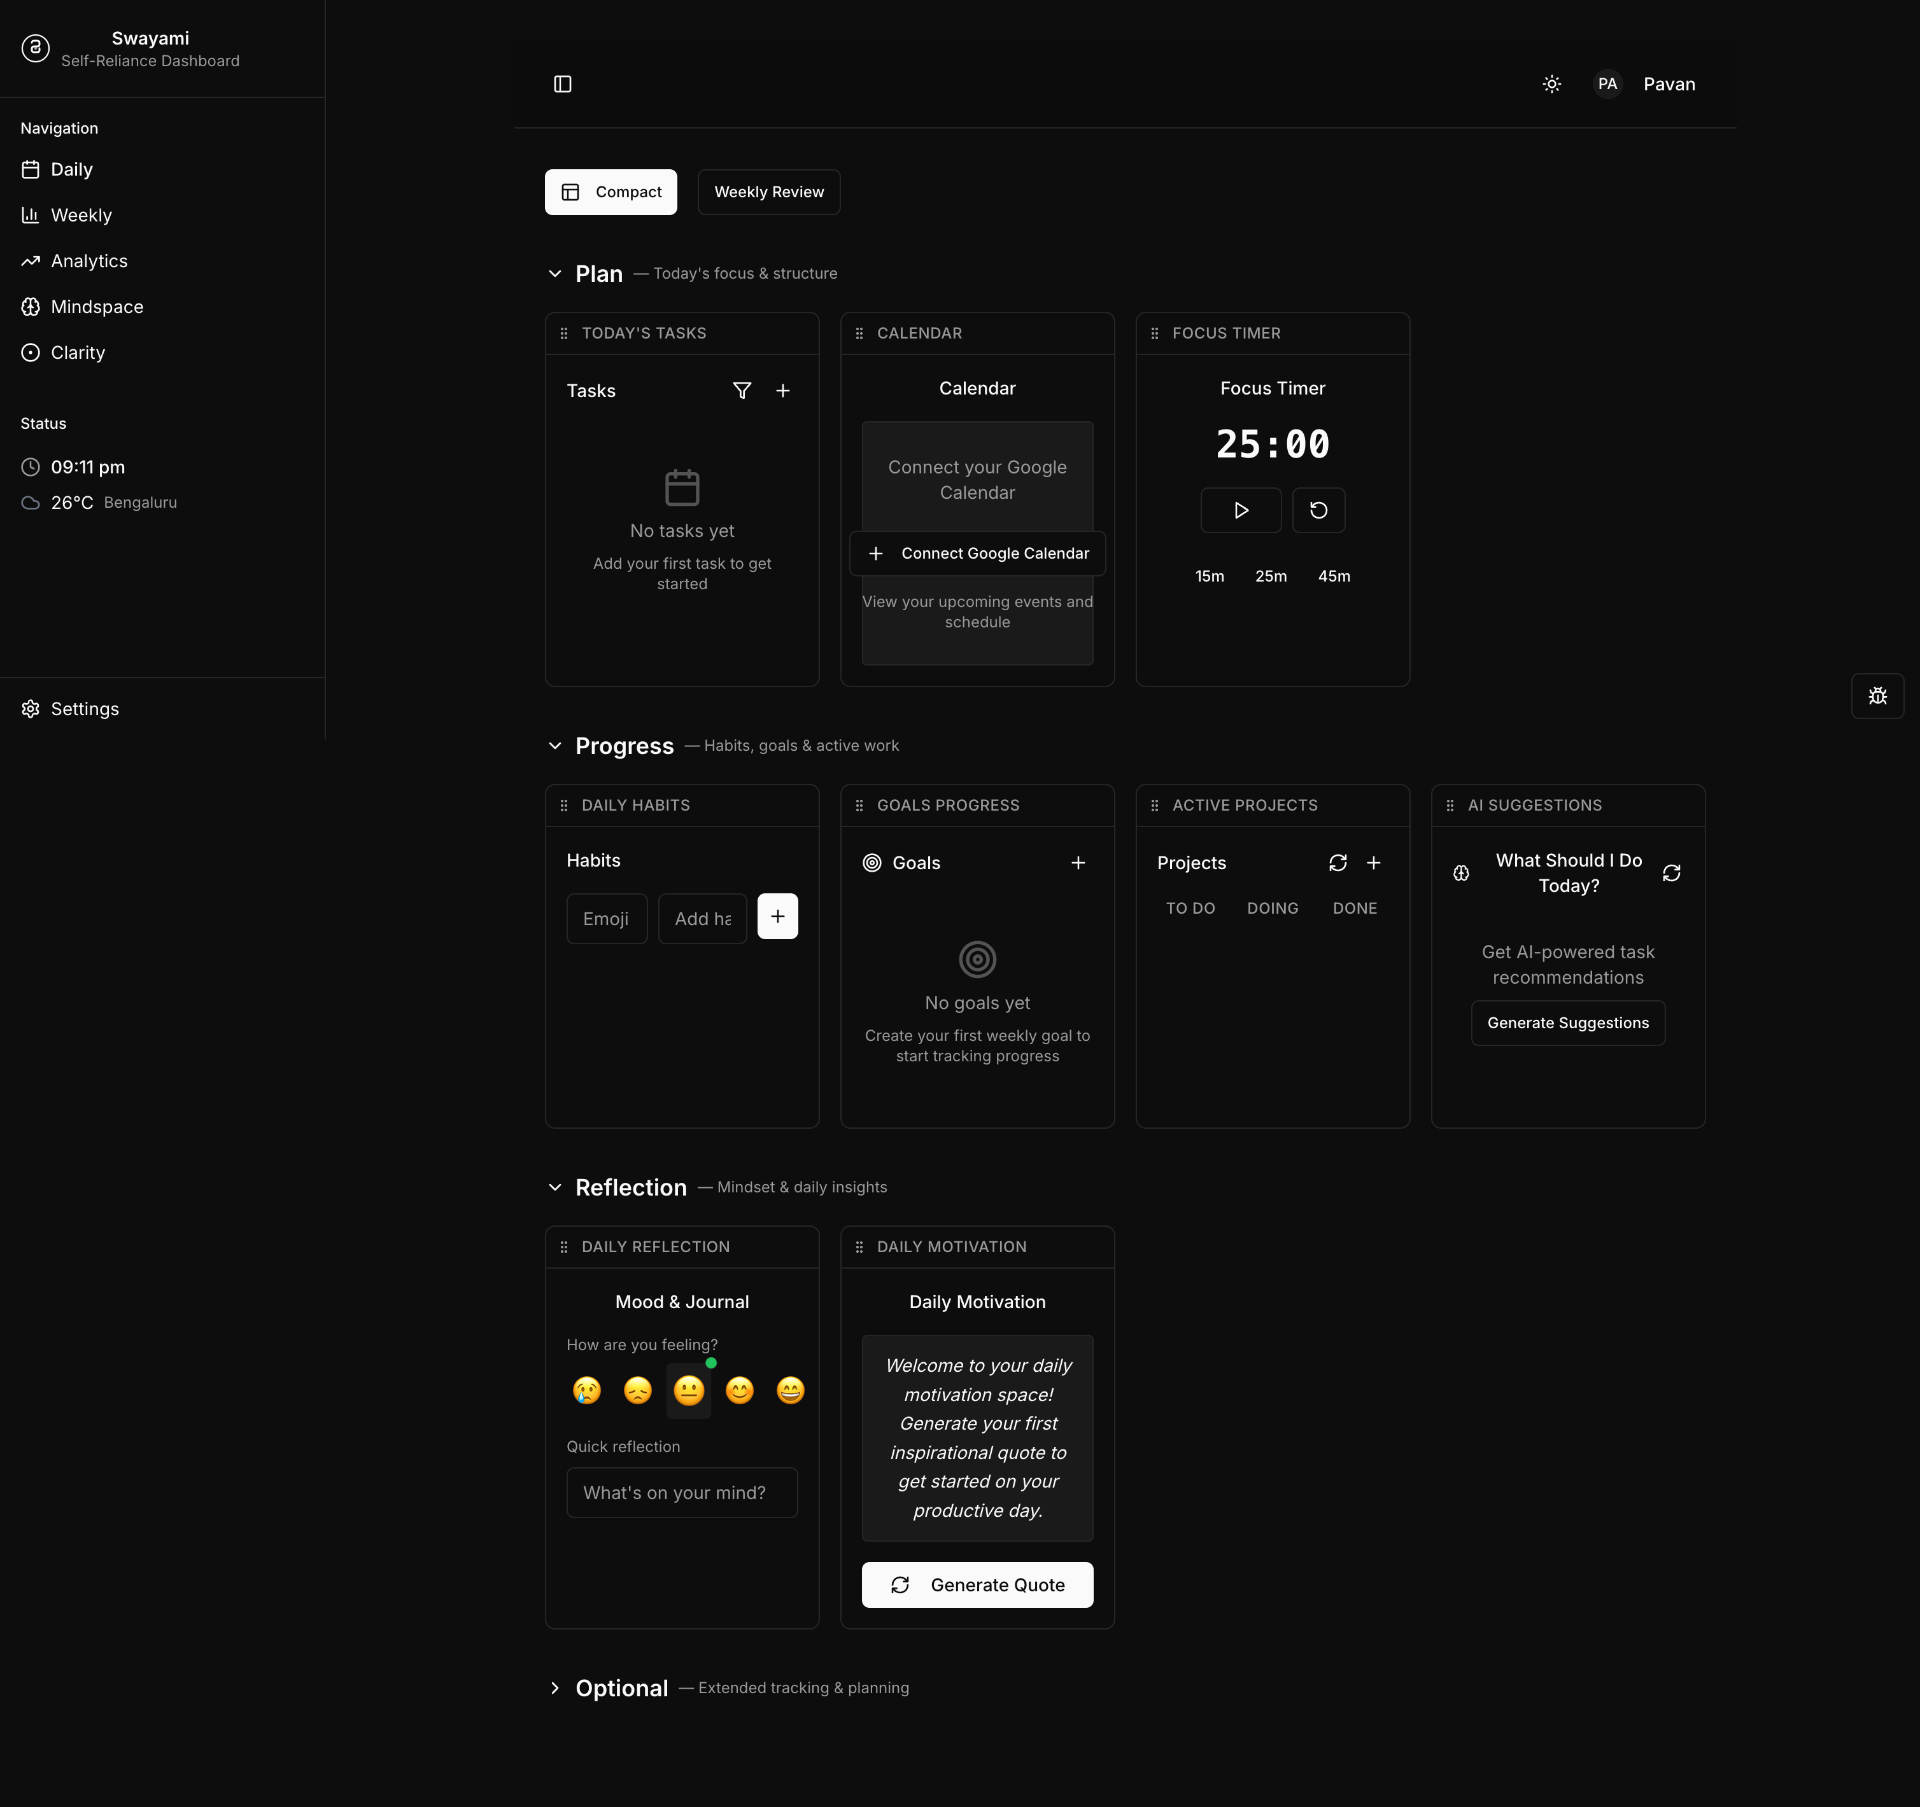 Swayami
Self-Reliance Dashboard
Navigation
Daily
Weekly
Analytics
Mindspace
Clarity
Status
09:11 pm
26°C Bengaluru
Settings
PA Pavan
Compact
Weekly Review
Plan — Today's focus & structure
TODAY'S TASKS
Tasks
No tasks yet
Add your first task to get
started
CALENDAR
Calendar
Connect your Google
Calendar
Connect Google Calendar
View your upcoming events and
schedule
FOCUS TIMER
Focus Timer
25:00
15m 25m 45m
Progress — Habits, goals & active work
DAILY HABITS
Habits
Emoji
Add ha
GOALS PROGRESS
Goals
No goals yet
Create your first weekly goal to
start tracking progress
ACTIVE PROJECTS
Projects
TO DO DOING DONE
AI SUGGESTIONS
What Should I Do
Today?
Get AI-powered task
recommendations
Generate Suggestions
Reflection — Mindset & daily insights
DAILY REFLECTION
Mood & Journal
How are you feeling?
Quick reflection
What's on your mind?
DAILY MOTIVATION
Daily Motivation
Welcome to your daily
motivation space!
Generate your first
inspirational quote to
get started on your
productive day.
Generate Quote
Optional — Extended tracking & planning